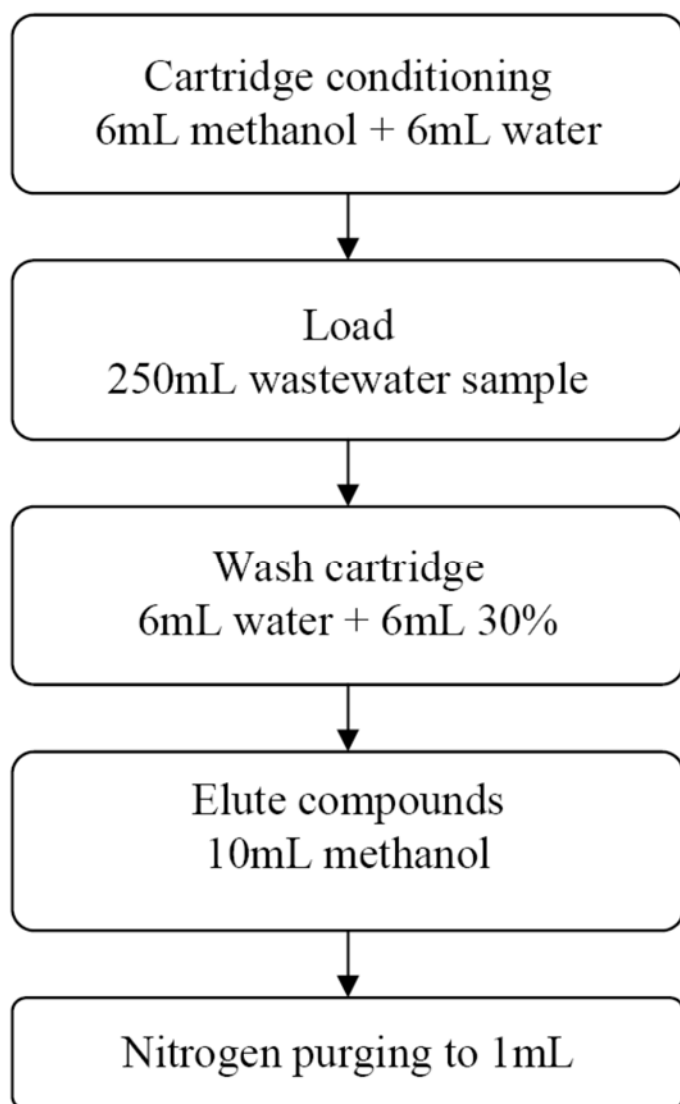 Cartridge conditioning
6mL methanol + 6mL water
Load
250mL wastewater sample
Wash cartridge
6mL water + 6mL 30%
Elute compounds
10mL methanol
Nitrogen purging to 1mL